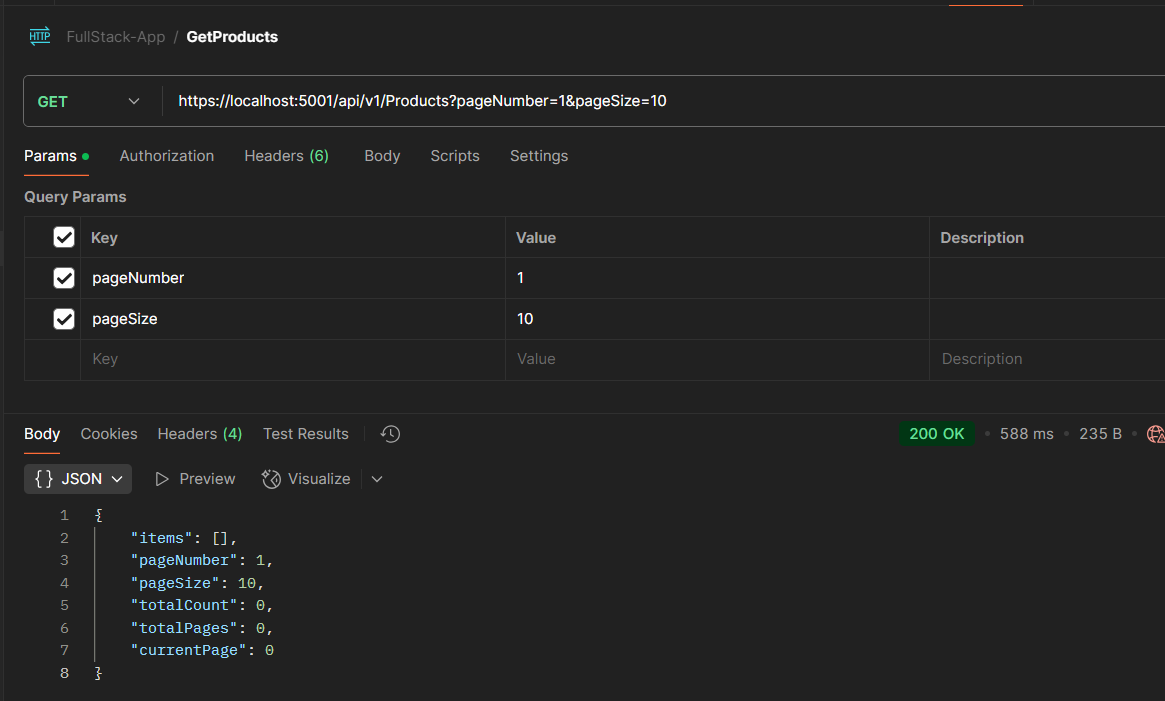 HTTP FullStack-App / GetProducts
GET https://localhost:5001/api/v1/Products?pageNumber=1&pageSize=10
Params Authorization Headers (6) Body Scripts Settings
Query Params
Key Value Description
pageNumber 1
pageSize 10
Key Value Description
Body Cookies Headers (4) Test Results 200 OK • 588 ms • 235 B •
{} JSON Preview Visualize
1 {
2 "items": [],
3 "pageNumber": 1,
4 "pageSize": 10,
5 "totalCount": 0,
6 "totalPages": 0,
7 "currentPage": 0
8 }